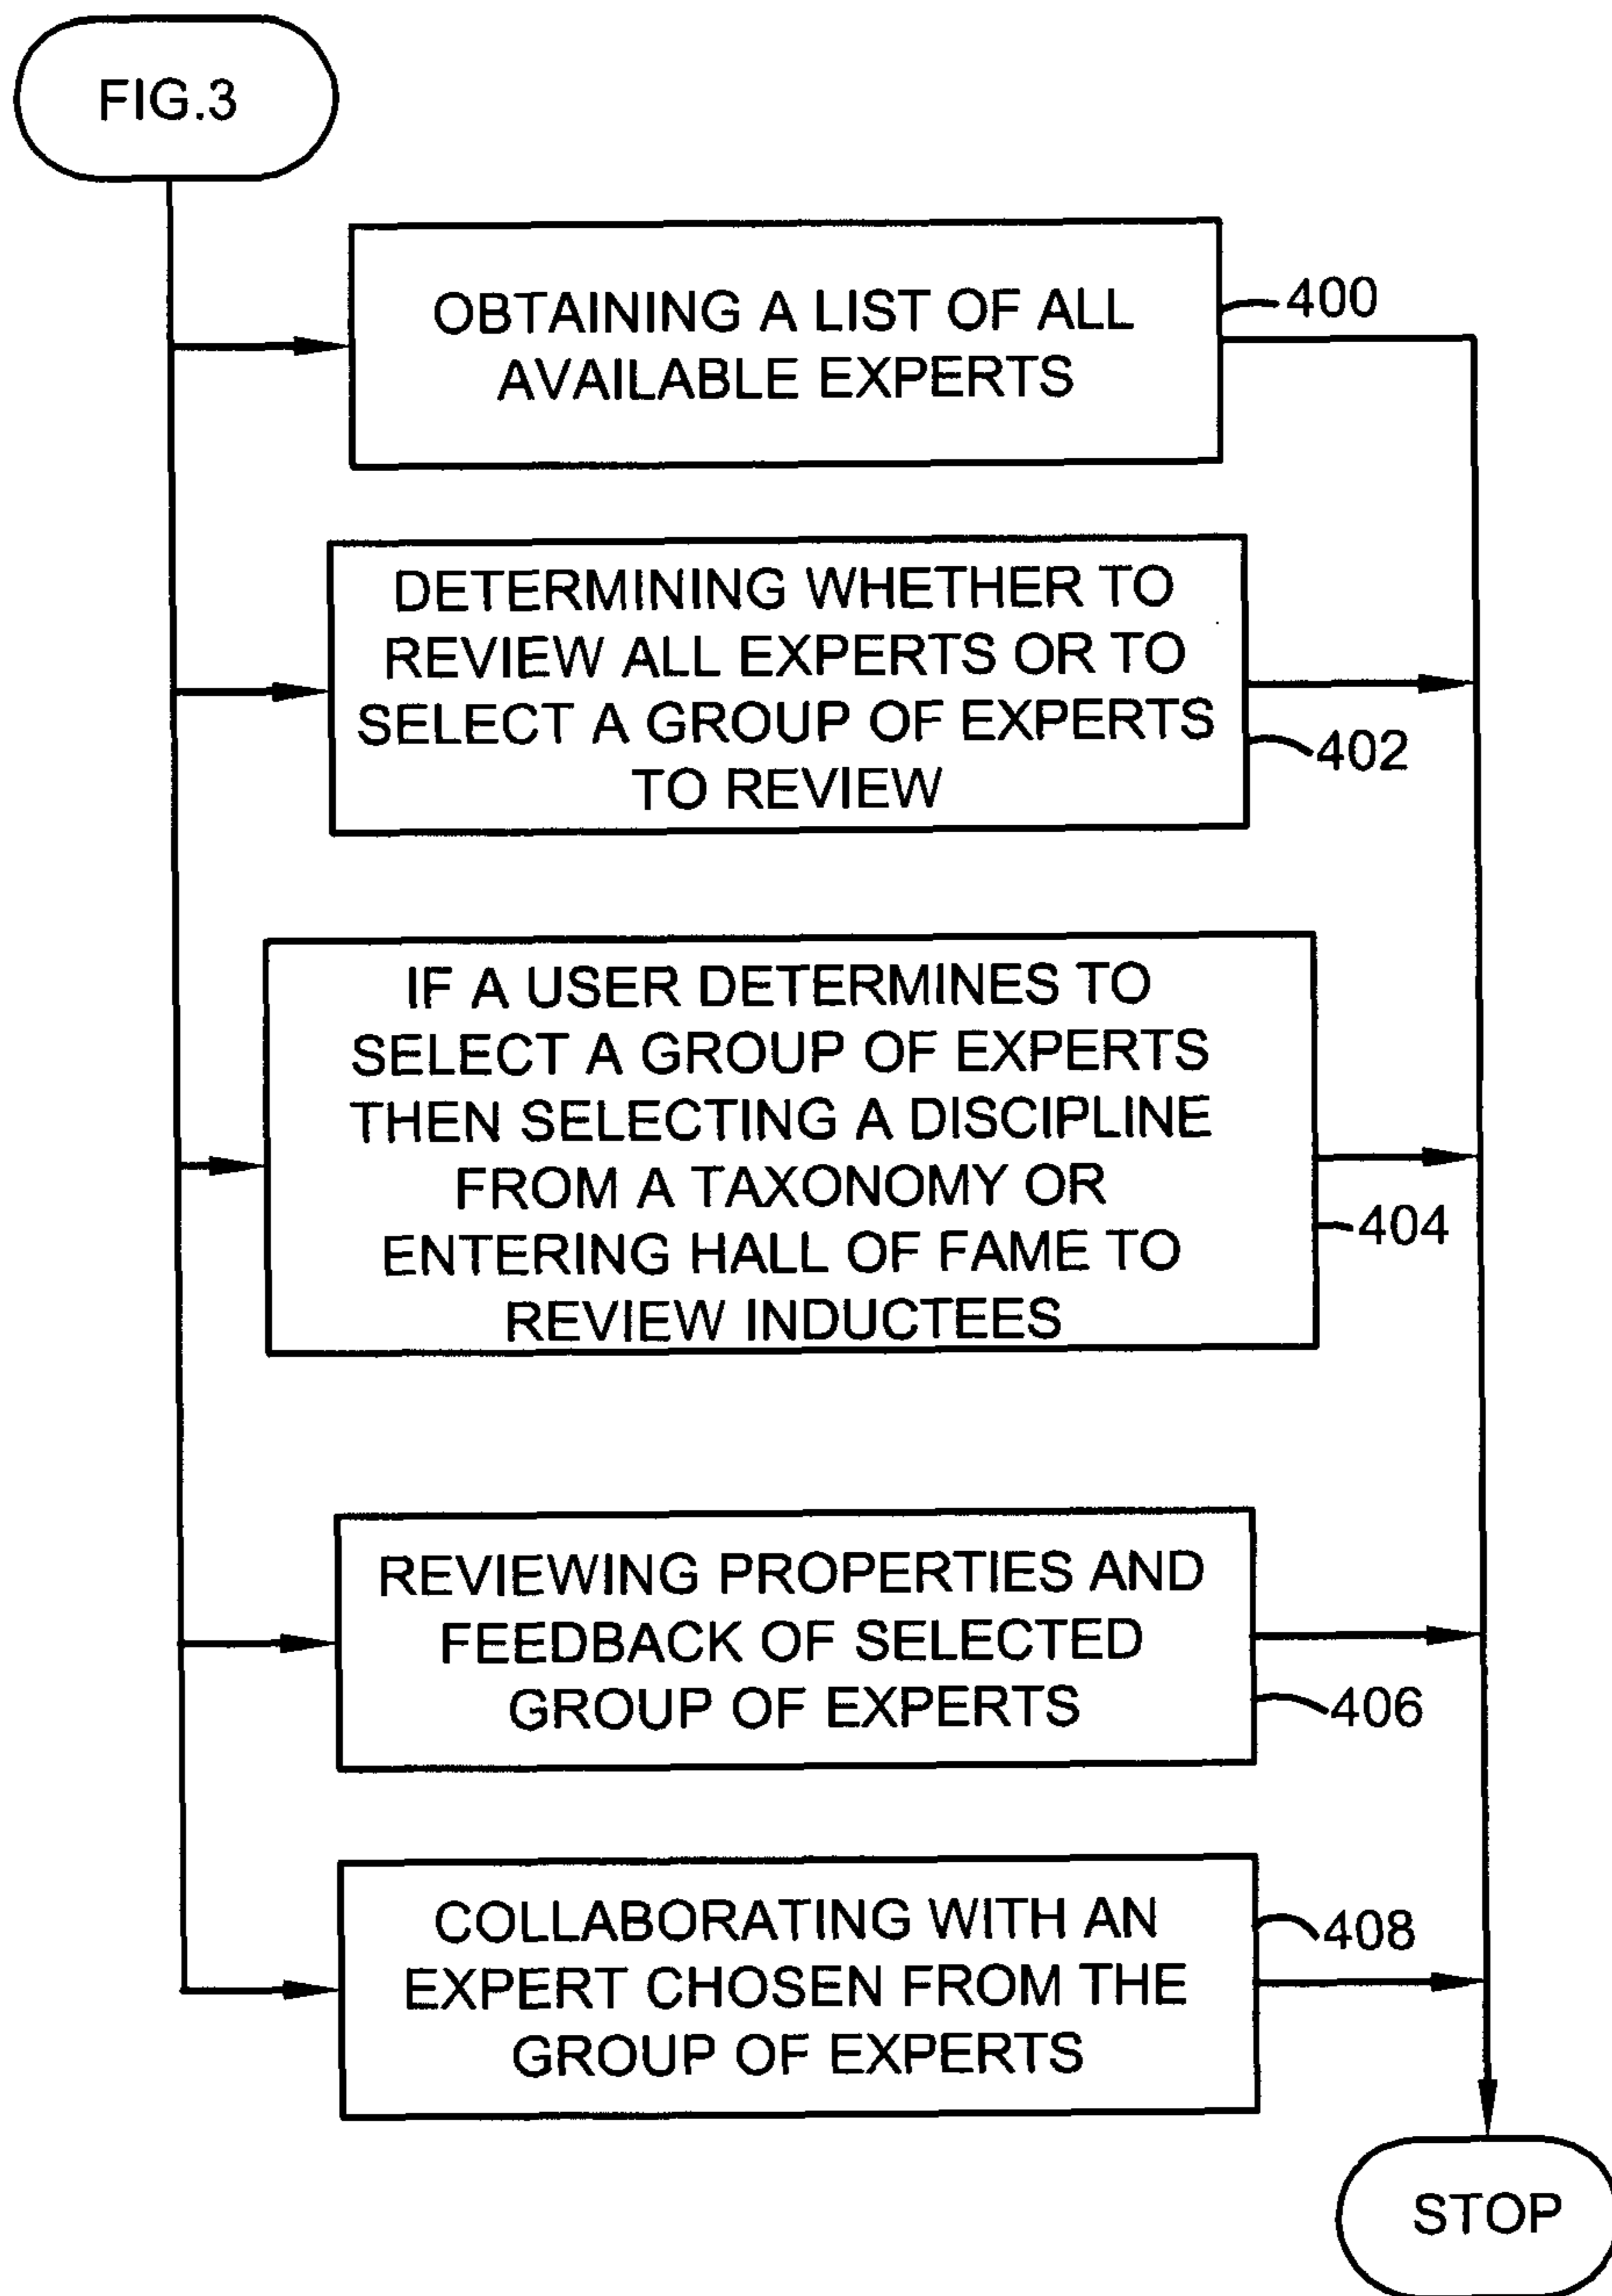 FIG.3
OBTAINING A LIST OF ALL
AVAILABLE EXPERTS
400
DETERMINING WHETHER TO
REVIEW ALL EXPERTS OR TO
SELECT A GROUP OF EXPERTS
TO REVIEW
402
IF A USER DETERMINES TO
SELECT A GROUP OF EXPERTS
THEN SELECTING A DISCIPLINE
FROM A TAXONOMY OR
ENTERING HALL OF FAME TO
REVIEW INDUCTEES
404
REVIEWING PROPERTIES AND
FEEDBACK OF SELECTED
GROUP OF EXPERTS
406
COLLABORATING WITH AN
EXPERT CHOSEN FROM THE
GROUP OF EXPERTS
408
STOP